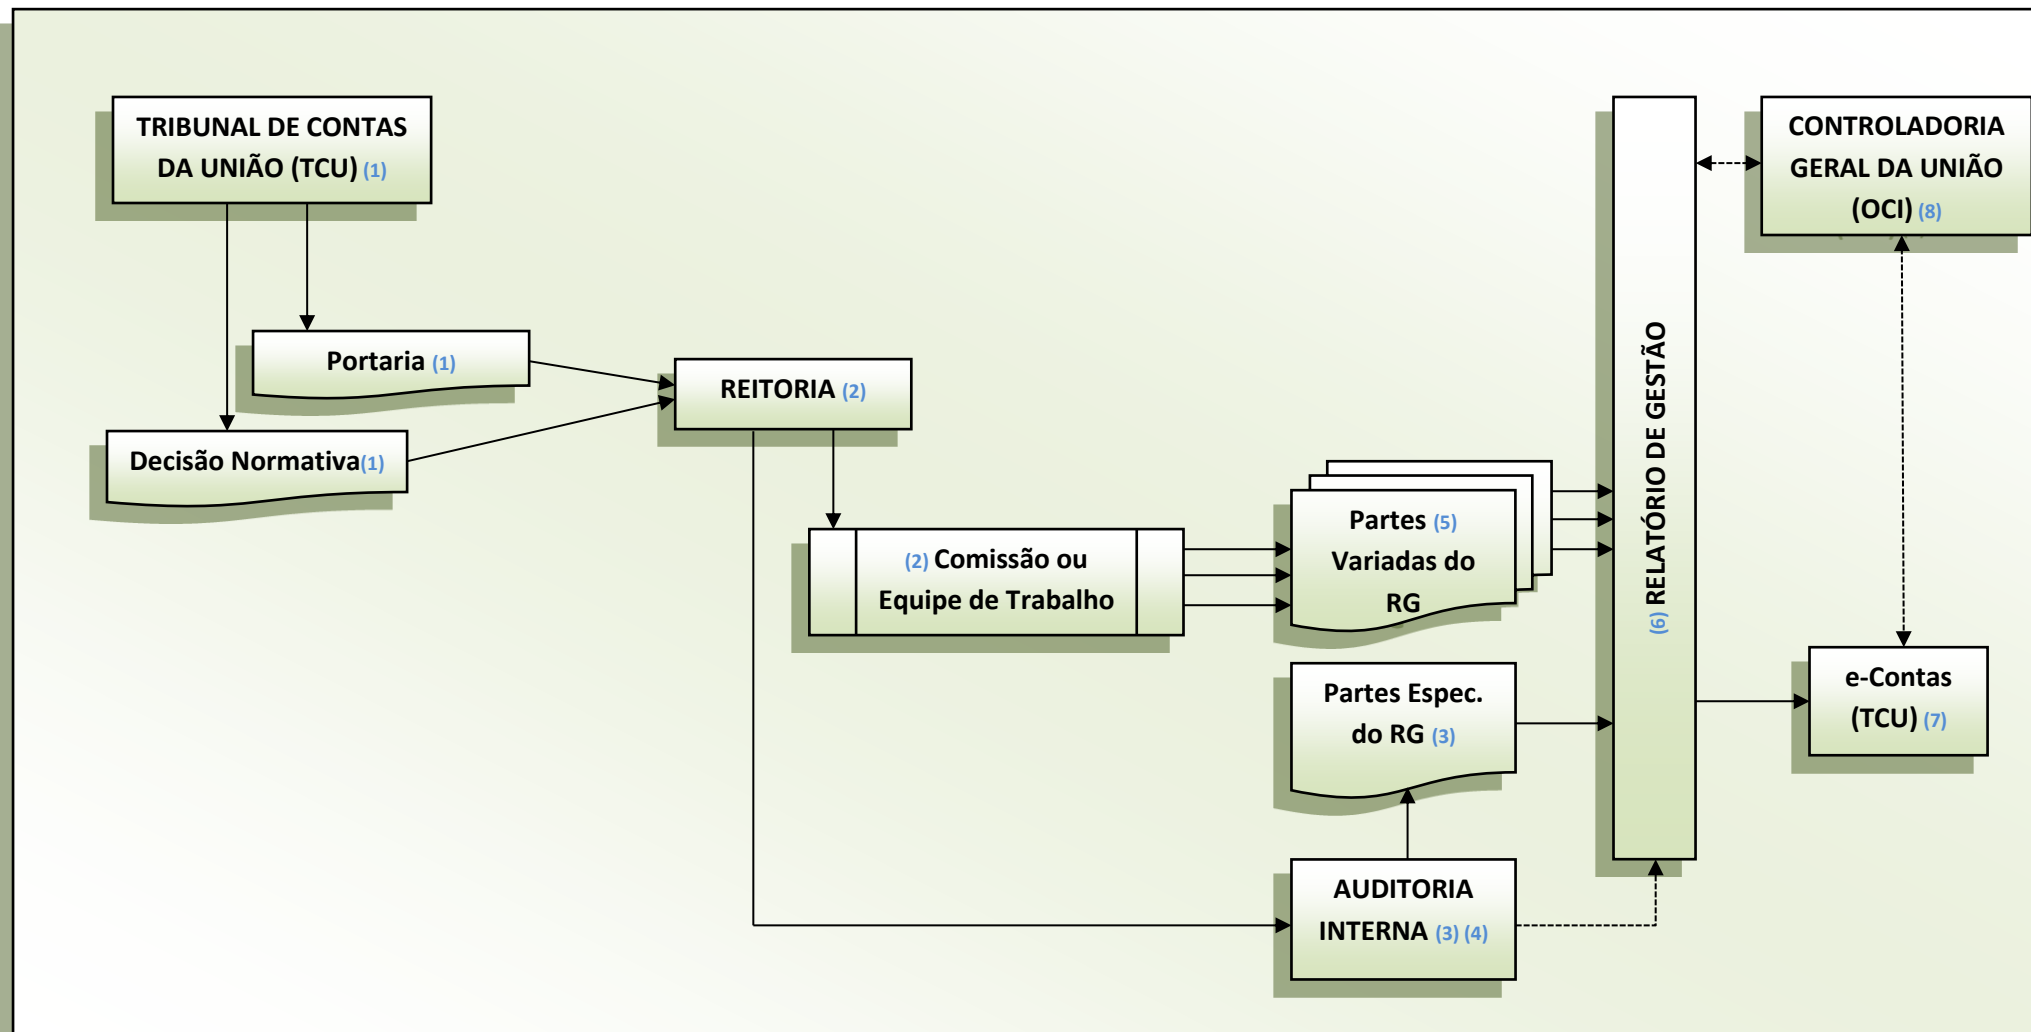 TRIBUNAL DE CONTAS
DA UNIÃO (TCU) (1)
Portaria (1)
Decisão Normativa(1)
REITORIA (2)
(2) Comissão ou
Equipe de Trabalho
Partes (5)
Variadas do
RG
Partes Espec.
do RG (3)
AUDITORIA
INTERNA (3) (4)
(6) RELATÓRIO DE GESTÃO
CONTROLADORIA
GERAL DA UNIÃO
(OCI) (8)
e-Contas
(TCU) (7)